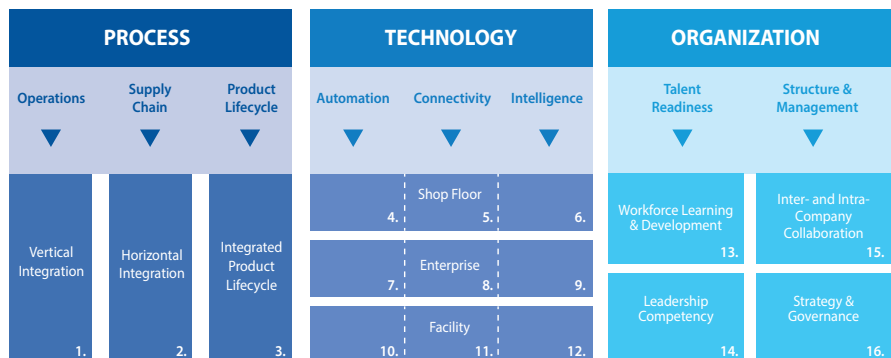 PROCESS
Operations
Supply
Chain
Product
Lifecycle
Vertical
Integration
1.
Horizontal
Integration
2.
Integrated
Product
Lifecycle
3.
TECHNOLOGY
Automation
Connectivity
Intelligence
Shop Floor
4. 5. 6.
Enterprise
7. 8. 9.
Facility
10. 11. 12.
ORGANIZATION
Talent
Readiness
Structure &
Management
Workforce Learning
& Development
13.
Inter- and Intra-
Company
Collaboration
15.
Leadership
Competency
14.
Strategy &
Governance
16.